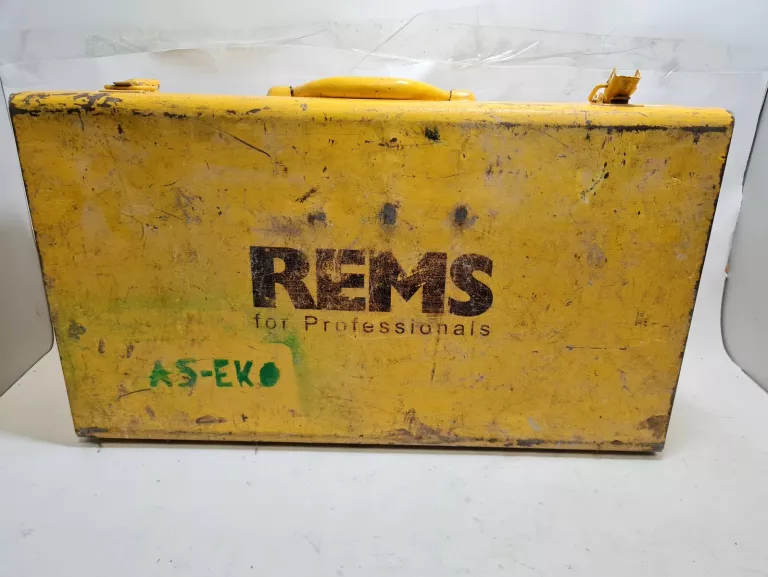 REMS
for Professionals
AS-EKO